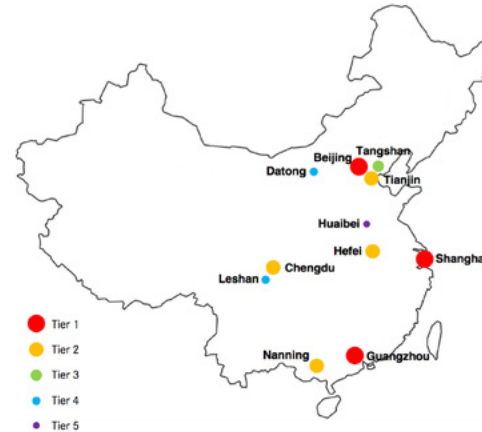 Tangshan
Beijing
Datong
Tianjin
Huaibei
Hefei
Shangha
Chengdu
Leshan
Nanning
Guangzhou
Tier 1
Tier 2
Tier 3
Tier 4
Tier 5